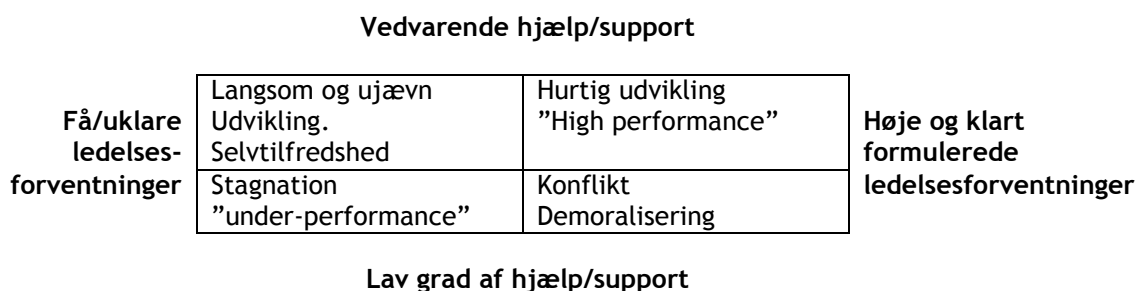 Vedvarende hjælp/support
Langsom og ujævn
Udvikling.
Selvtilfredshed
Hurtig udvikling
”High performance”
Få/uklare
ledelses-
forventninger
Høje og klart
formulerede
ledelsesforventninger
Stagnation
”under-performance”
Konflikt
Demoralisering
Lav grad af hjælp/support